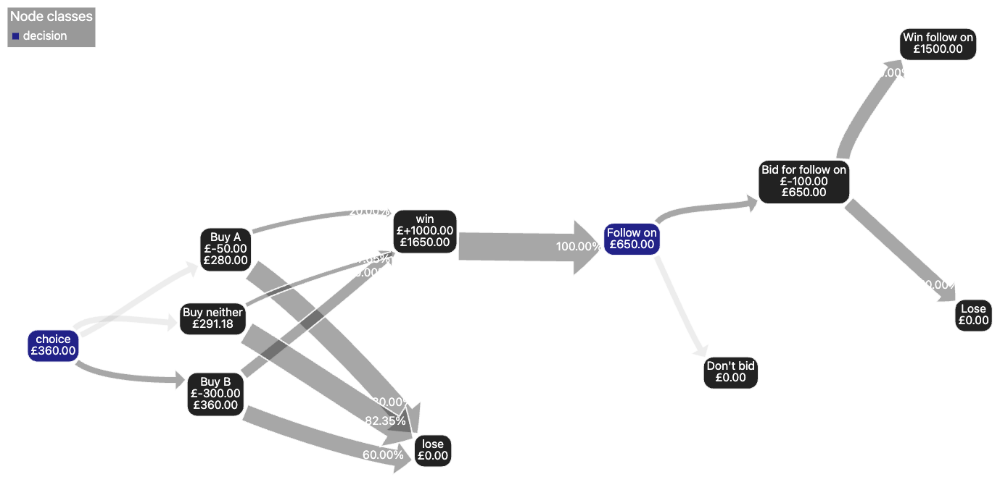 Node classes
decision
Win follow on
£1500.00
Bid for follow on
£-100.00
£650.00
Follow on
£650.00
100.00%
win
£+1000.00
£1650.00
20.00%
Buy A
£-50.00
£280.00
Buy neither
£291.18
choice
£360.00
Buy B
£-300.00
£360.00
Lose
£0.00
Don't bid
£0.00
82.35%
60.00%
lose
£0.00